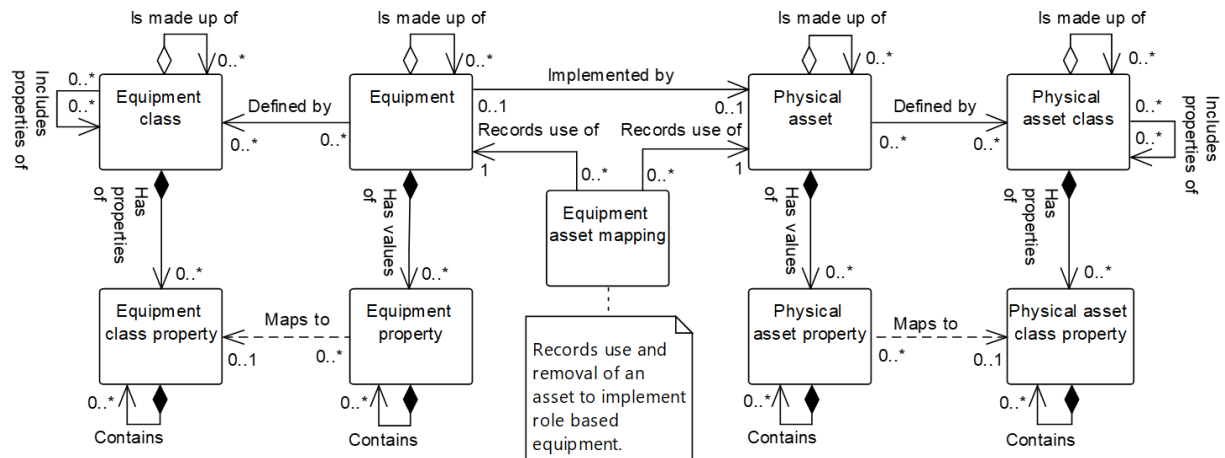 Is made up of
Is made up of
Is made up of
Is made up of
0..*
0..*
0..*
0..*
Includes
properties of
0..*
0..*
Equipment
class
Defined by
0..*
0..*
Equipment
Implemented by
0..1
0..1
Physical
asset
Defined by
0..*
0..*
Physical
asset class
0..*
0..*
Includes
properties of
Records use of
1
0..*
Records use of
1
0..*
Has
properties
of
0..*
Has values
of
0..*
Equipment
asset mapping
Has values
of
0..*
Has
properties
of
0..*
Equipment
class property
Maps to
0..1
0..*
Equipment
property
Physical
asset property
Maps to
0..*
0..1
Physical asset
class property
Records use and
removal of an
asset to implement
role based
equipment.
0..*
Contains
0..*
Contains
0..*
Contains
0..*
Contains